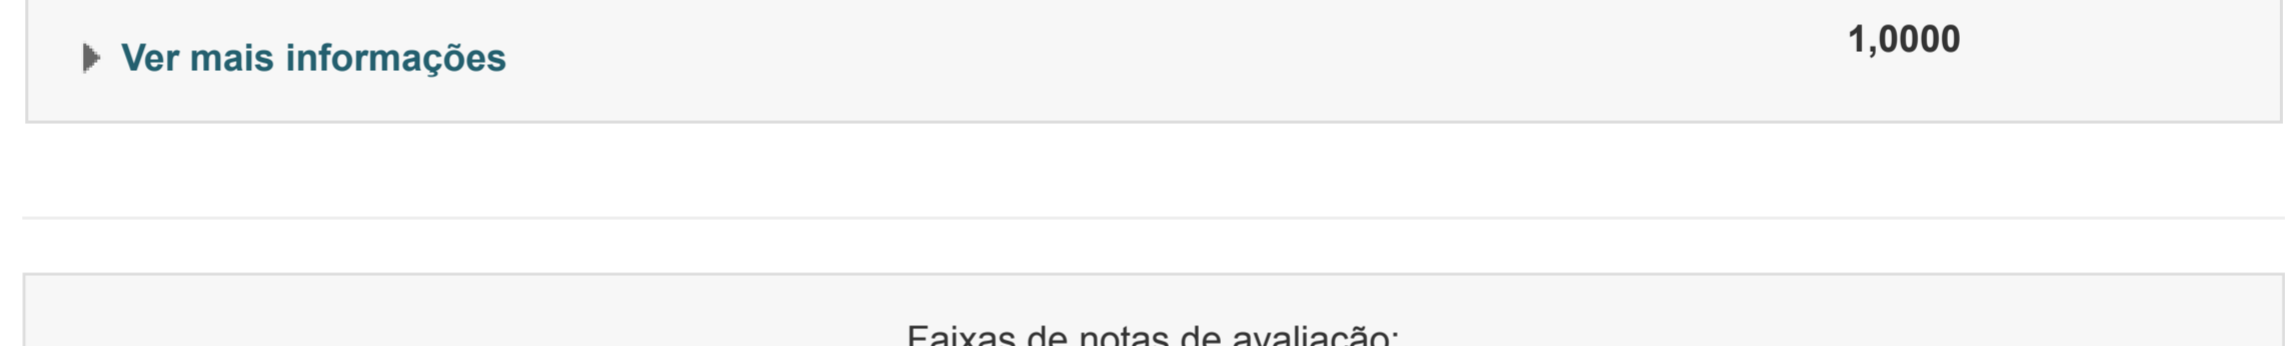 1,0000
Ver mais informações
Faixas de notas de avaliação: